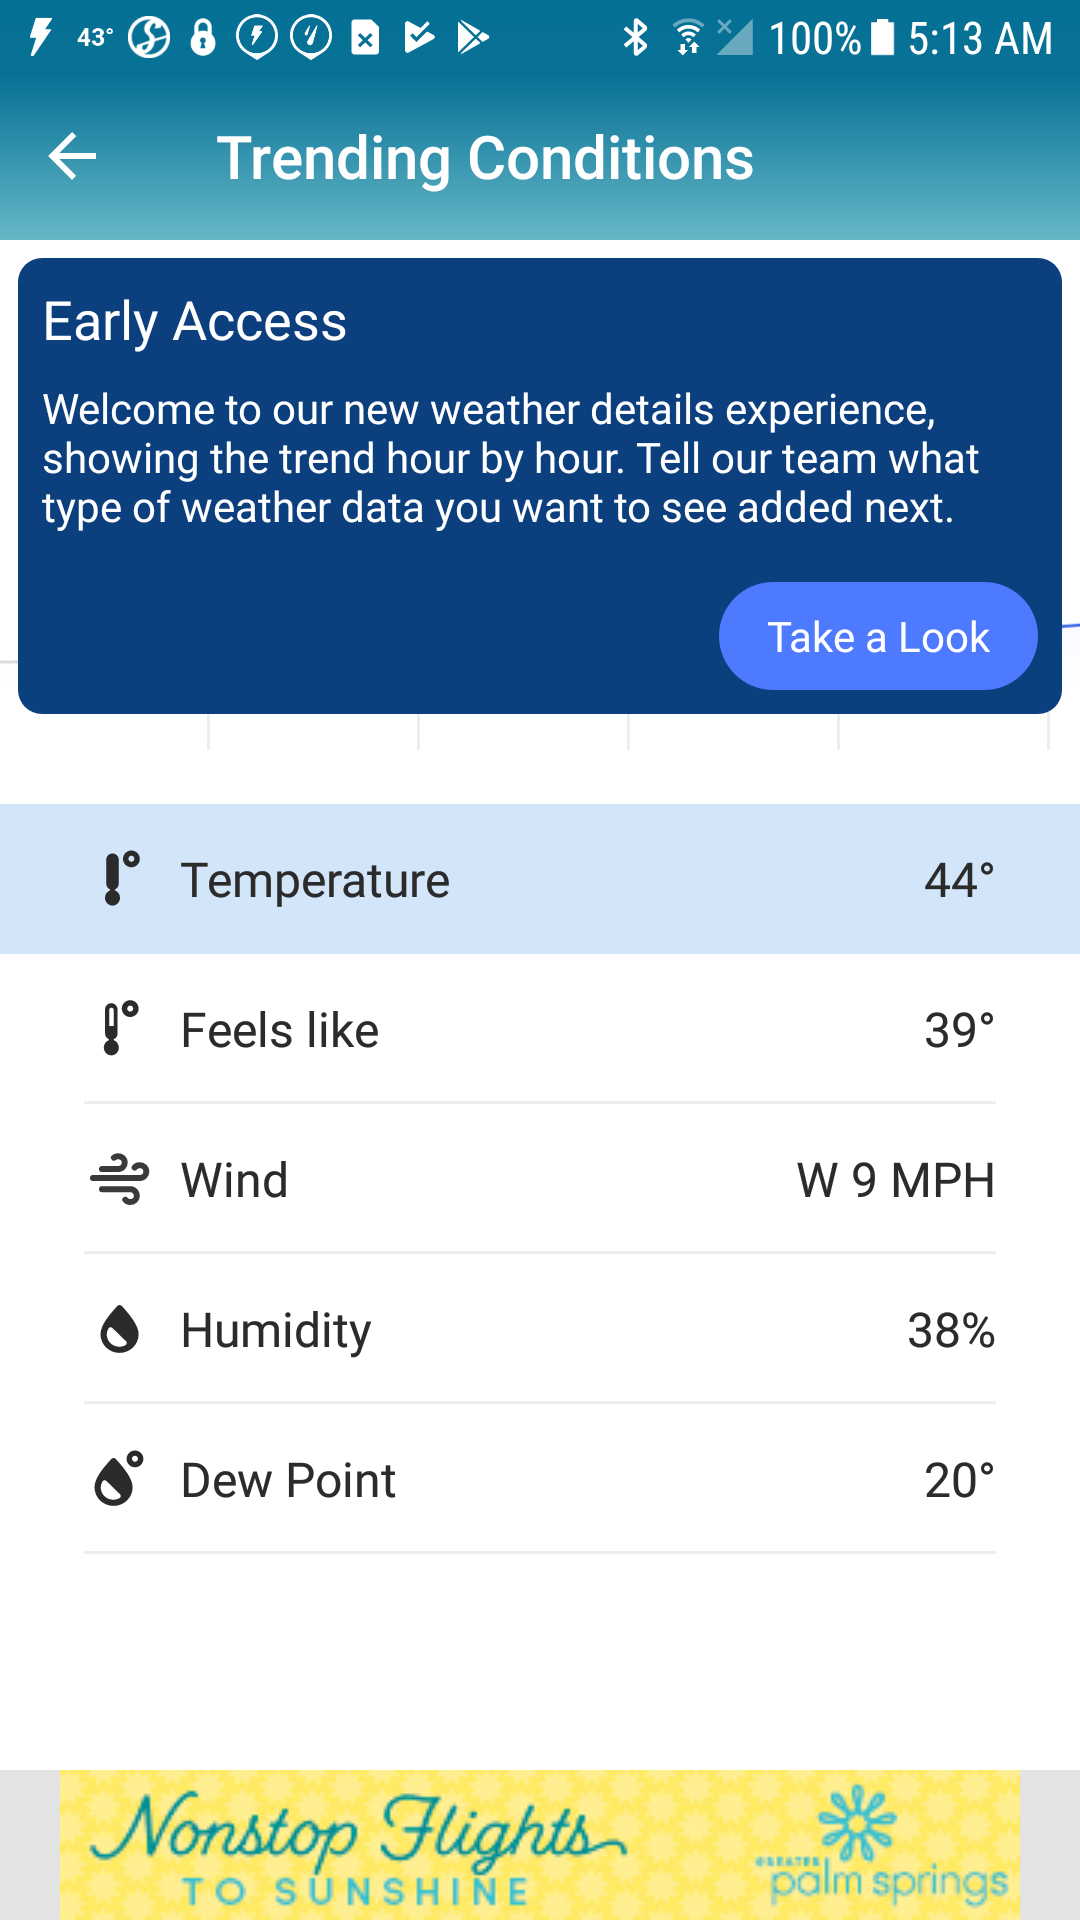 43° 100% 5:13 AM
Trending Conditions
Early Access
Welcome to our new weather details experience,
showing the trend hour by hour. Tell our team what
type of weather data you want to see added next.
Take a Look
Temperature 44°
Feels like 39°
Wind W 9 MPH
Humidity 38%
Dew Point 20°
Nonstop Flights
TO SUNSHINE
GREATER
palm springs